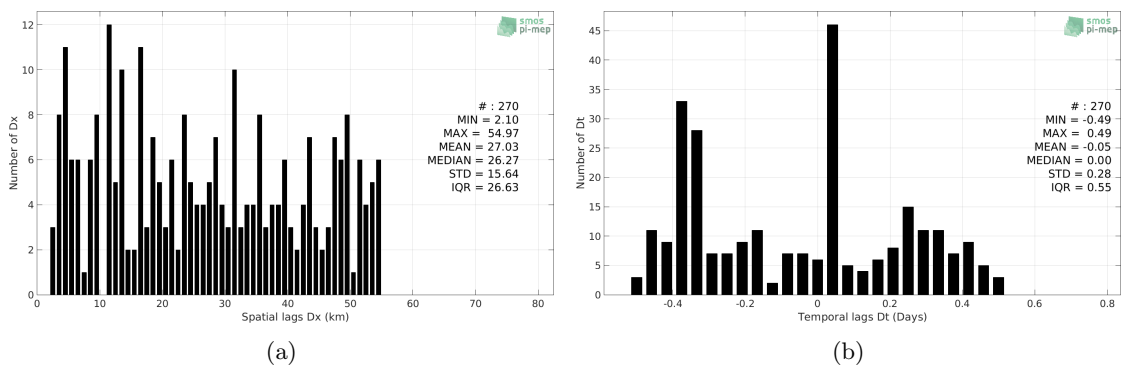 smos
pi-mep
Number of Dx
12
10
8
6
4
2
0
# : 270
MIN = 2.10
MAX = 54.97
MEAN = 27.03
MEDIAN = 26.27
STD = 15.64
IQR = 26.63
0 10 20 30 40 50 60 70 80
Spatial lags Dx (km)
(a)
smos
pi-mep
Number of Dt
45
40
35
30
25
20
15
10
5
0
# : 270
MIN = -0.49
MAX = 0.49
MEAN = -0.05
MEDIAN = 0.00
STD = 0.28
IQR = 0.55
-0.4 -0.2 0 0.2 0.4 0.6 0.8
Temporal lags Dt (Days)
(b)